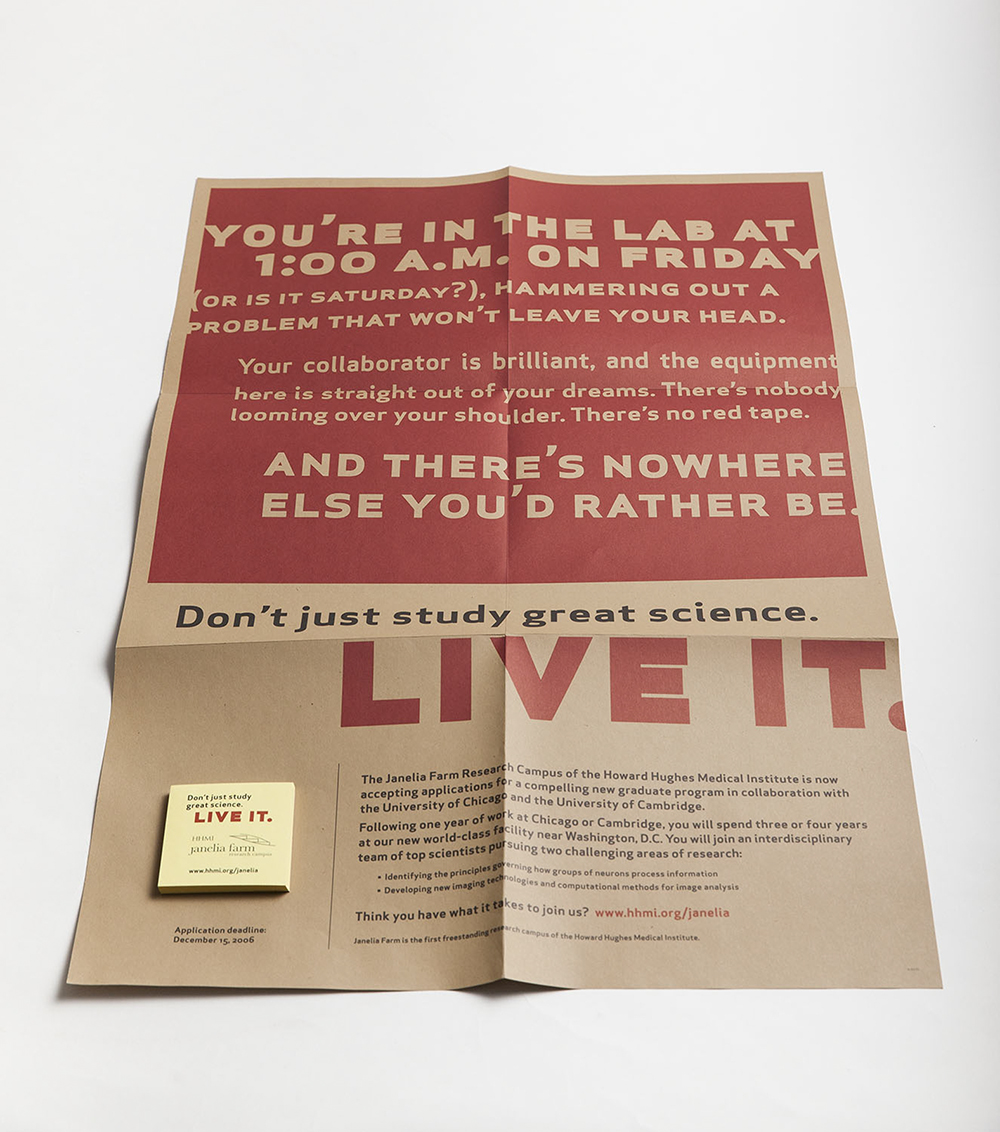 YOU'RE IN THE LAB AT
1:00 A.M. ON FRIDAY
(OR IS IT SATURDAY?), HAMMERING OUT A
PROBLEM THAT WON'T LEAVE YOUR HEAD.
Your collaborator is brilliant, and the equipment
here is straight out of your dreams. There's nobody
looming over your shoulder. There's no red tape.
AND THERE'S NOWHERE
ELSE YOU'D RATHER BE.
Don't just study great science.
LIVE IT.
The Janelia Farm Research Campus of the Howard Hughes Medical Institute is now
accepting applications for a compelling new graduate program in collaboration with
the University of Chicago and the University of Cambridge.
Following one year of work at Chicago or Cambridge, you will spend three or four years
at our new world-class facility near Washington, D.C. You will join an interdisciplinary
team of top scientists pursuing two challenging areas of research:
• Identifying the principles governing how groups of neurons process information
• Developing new imaging technologies and computational methods for image analysis
Think you have what it takes to join us? www.hhmi.org/janelia
Janelia Farm is the first freestanding research campus of the Howard Hughes Medical Institute.
Don't just study
great science.
LIVE IT.
HHMI
janelia farm
research campus
www.hhmi.org/janelia
Application deadline:
December 15, 2006